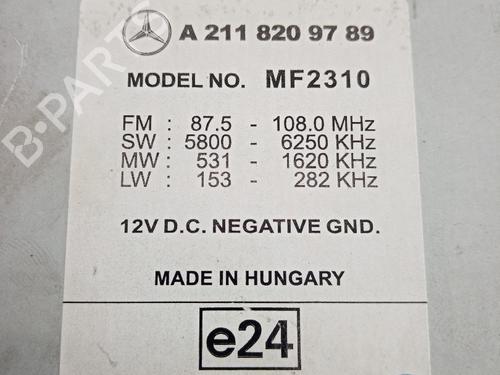 A 211 820 97 89
MODEL NO. MF2310
FM : 87.5 - 108.0 MHz
SW : 5800 - 6250 KHz
MW : 531 - 1620 KHz
LW : 153 - 282 KHz
12V D.C. NEGATIVE GND.
MADE IN HUNGARY
e24
B-PARTS